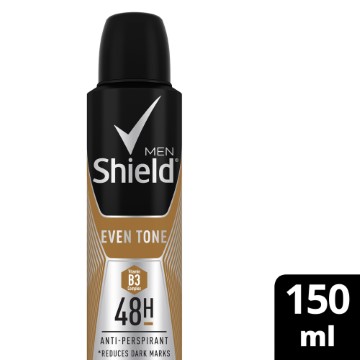 MEN
Shield
EVEN TONE
Vitamin
B3
Complex
48H
ANTI-PERSPIRANT
*REDUCES DARK MARKS
150
ml